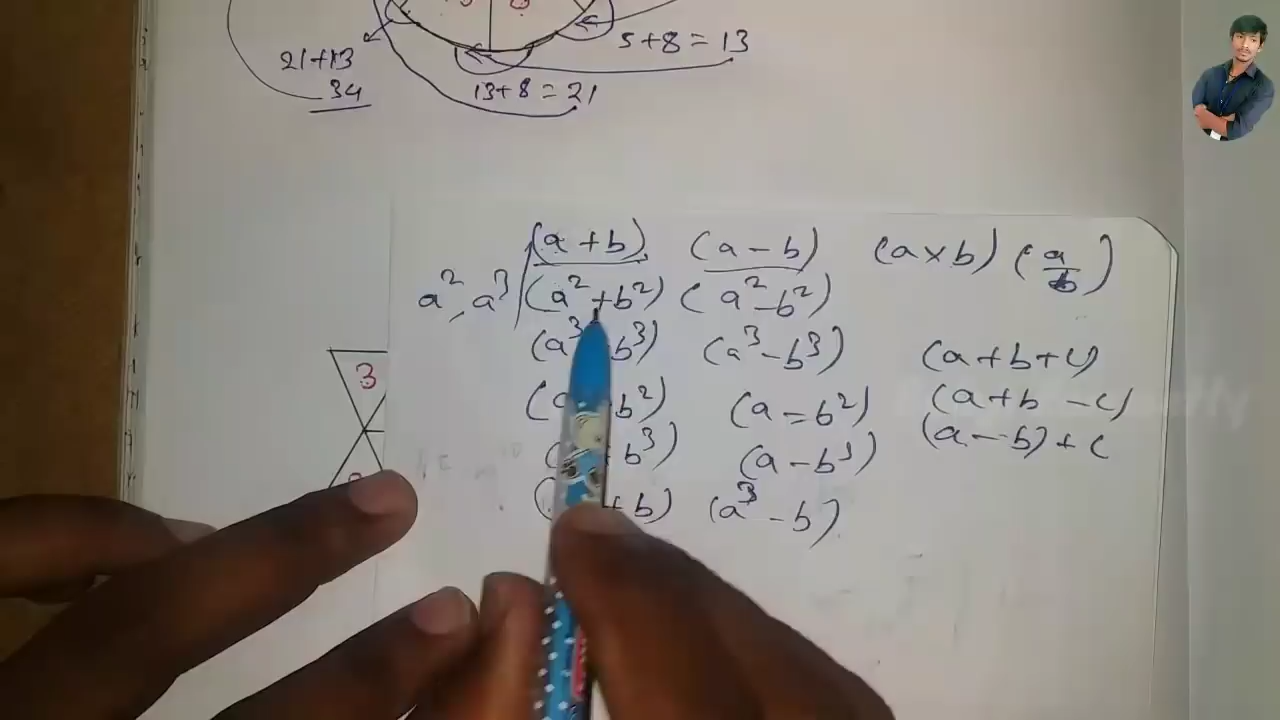 5+8=13
21+13
34
13+8=21
(a+b) (a-b) (a×b) (a/b)
a², a³ (a²+b²) (a²-b²)
(a³ b³) (a³-b³) (a+b+c)
b²) (a-b²) (a+b-c)
b³) (a-b³) (a-b)+c
+b) (a³-b)
3